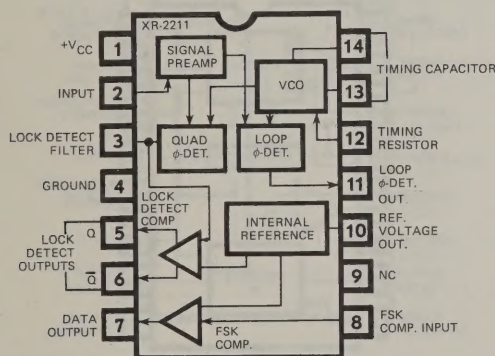 XR-2211
+VCC
1
SIGNAL
PREAMP
14
TIMING CAPACITOR
INPUT
2
VCO
13
LOCK DETECT
FILTER
3
QUAD
ϕ-DET.
LOOP
ϕ-DET.
12
TIMING
RESISTOR
GROUND
4
11
LOOP
ϕ-DET.
OUT
LOCK
DETECT
COMP
LOCK
DETECT
OUTPUTS
Q
5
INTERNAL
REFERENCE
10
REF.
VOLTAGE
OUT.
Q̅
6
9
NC
DATA
OUTPUT
7
FSK
COMP.
8
FSK
COMP. INPUT